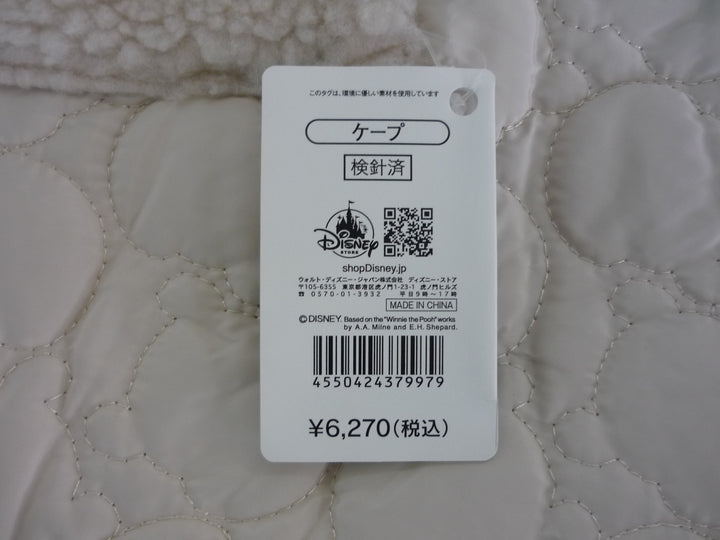 このタグは、環境に優しい素材を使用しています
ケープ
検針済
Disney
STORE
shopDisney.jp
ウォルト・ディズニー・ジャパン株式会社 ディズニー・ストア
〒105-6355 東京都港区虎ノ門1-23-1 虎ノ門ヒルズ
☎ 0570-01-3932 平日9時～17時
MADE IN CHINA
©DISNEY. Based on the "Winnie the Pooh" works
by A.A. Milne and E.H. Shepard.
4550424379979
¥6,270(税込)